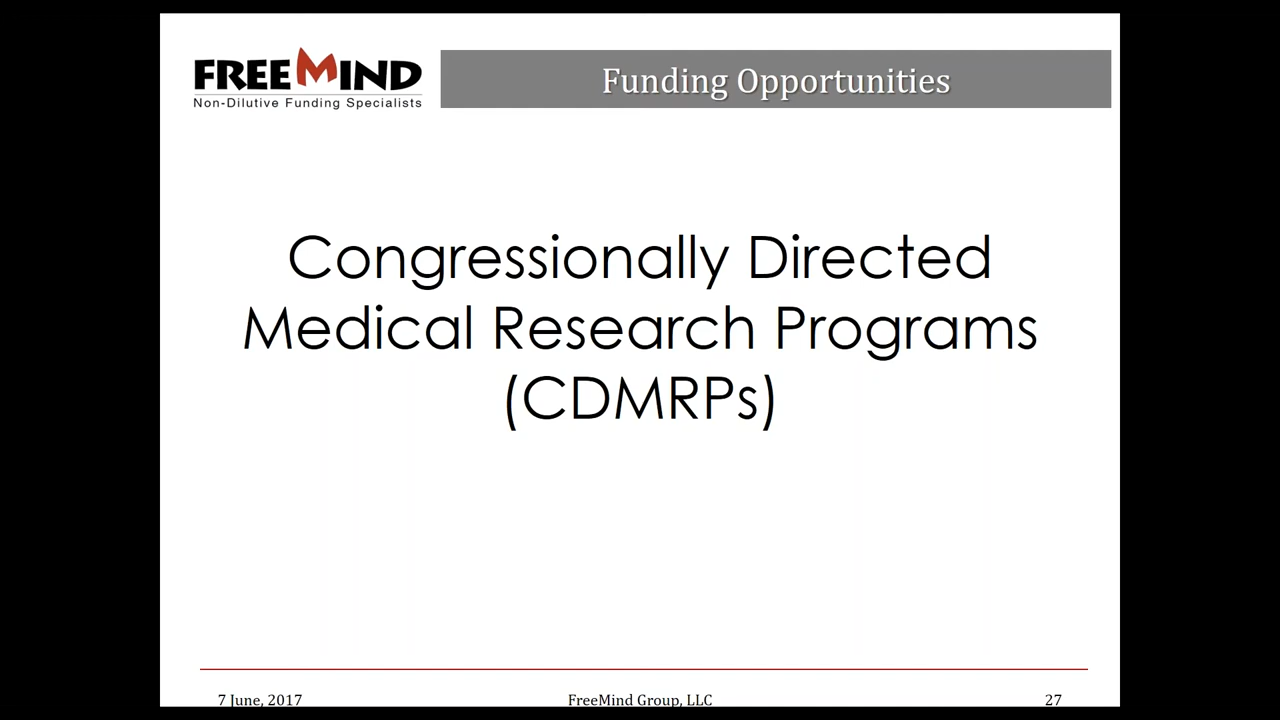 FREEMIND
Non-Dilutive Funding Specialists
Funding Opportunities
Congressionally Directed
Medical Research Programs
(CDMRPs)
7 June, 2017
FreeMind Group, LLC
27